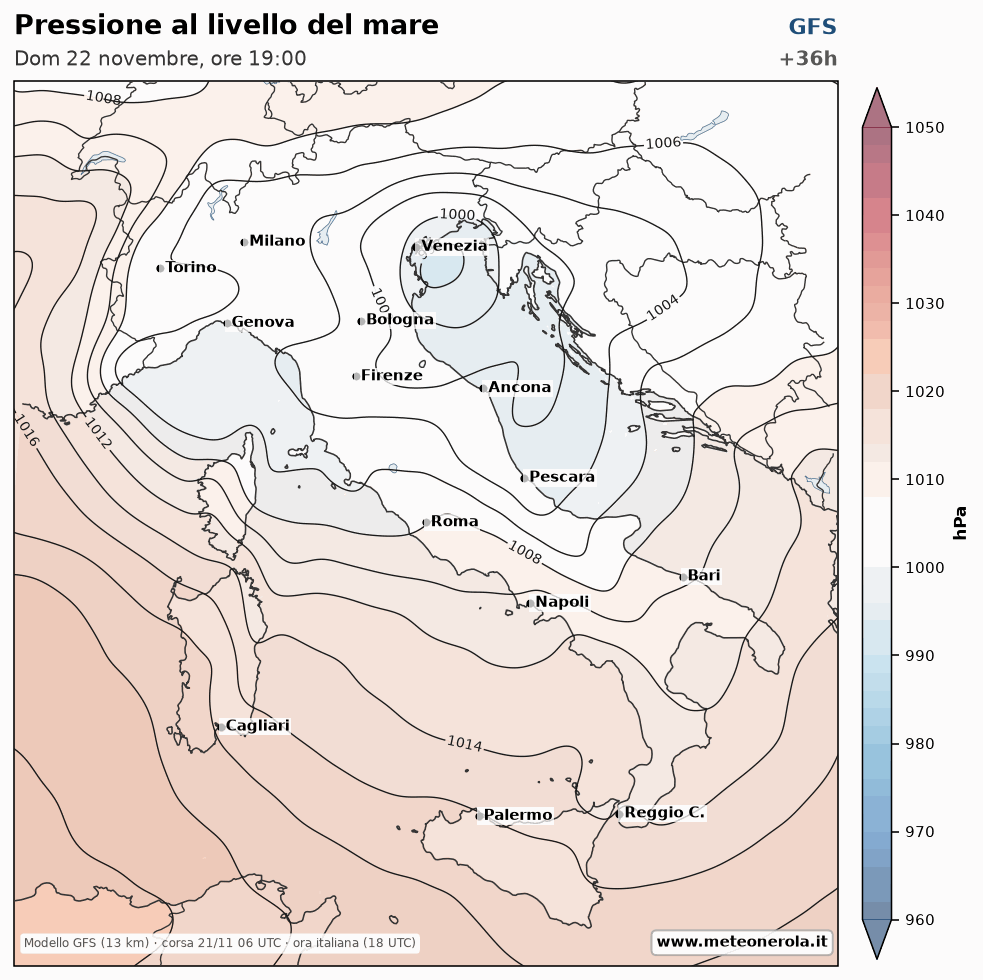 Pressione al livello del mare
GFS
Dom 22 novembre, ore 19:00
+36h
1008
1006
1000
Milano
Venezia
Torino
1004
100
Genova
Bologna
Firenze
Ancona
1016
1012
Pescara
Roma
1008
Bari
Napoli
Cagliari
1014
Palermo
Reggio C.
Modello GFS (13 km) · corsa 21/11 06 UTC · ora italiana (18 UTC)
www.meteonerola.it
1050
1040
1030
1020
1010
1000
990
980
970
960
hPa